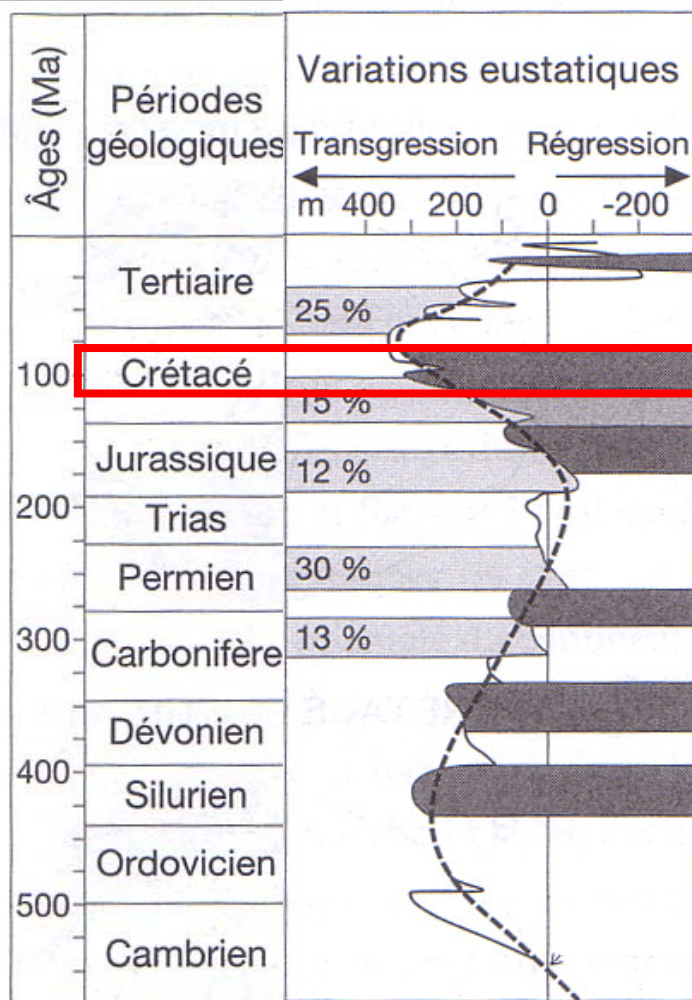 Âges (Ma)
Périodes
géologiques
Variations eustatiques
Transgression Régression
m 400 200 0 -200
Tertiaire
25 %
100
Crétacé
15 %
Jurassique
12 %
200
Trias
30 %
Permien
300
13 %
Carbonifère
Dévonien
400
Silurien
Ordovicien
500
Cambrien